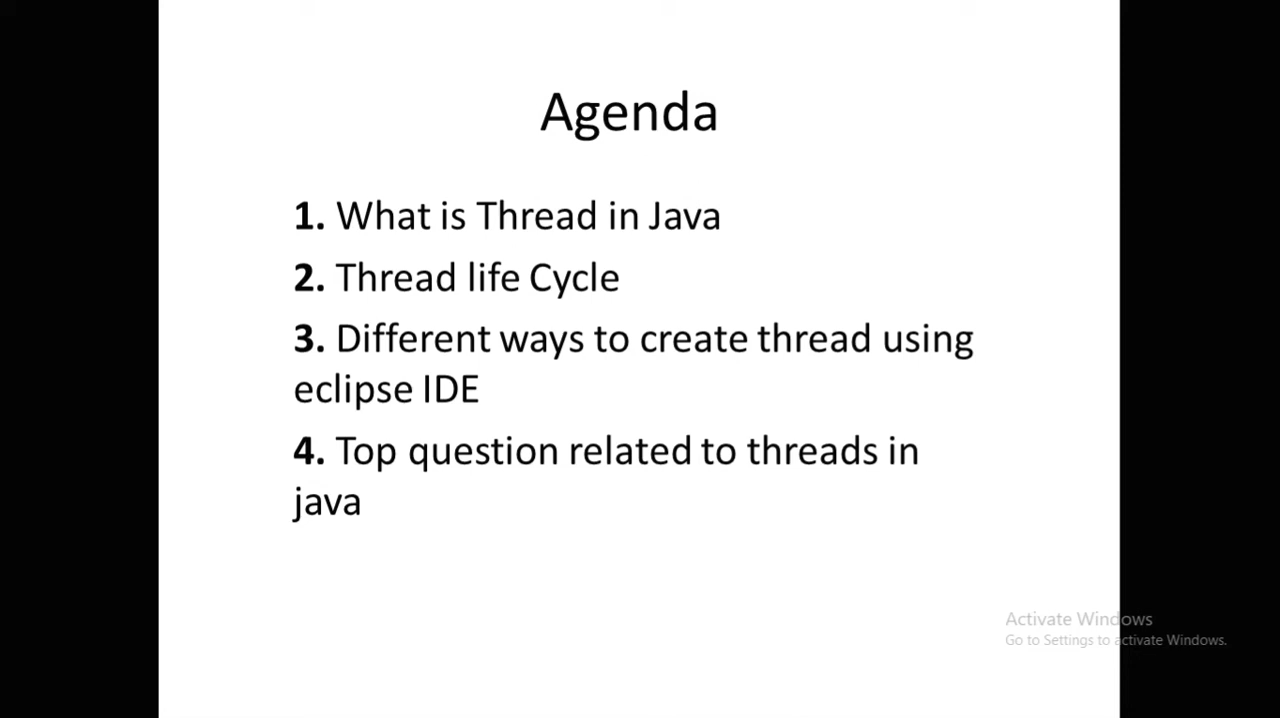 Agenda
1. What is Thread in Java
2. Thread life Cycle
3. Different ways to create thread using
eclipse IDE
4. Top question related to threads in
java
Activate Windows
Go to Settings to activate Windows.